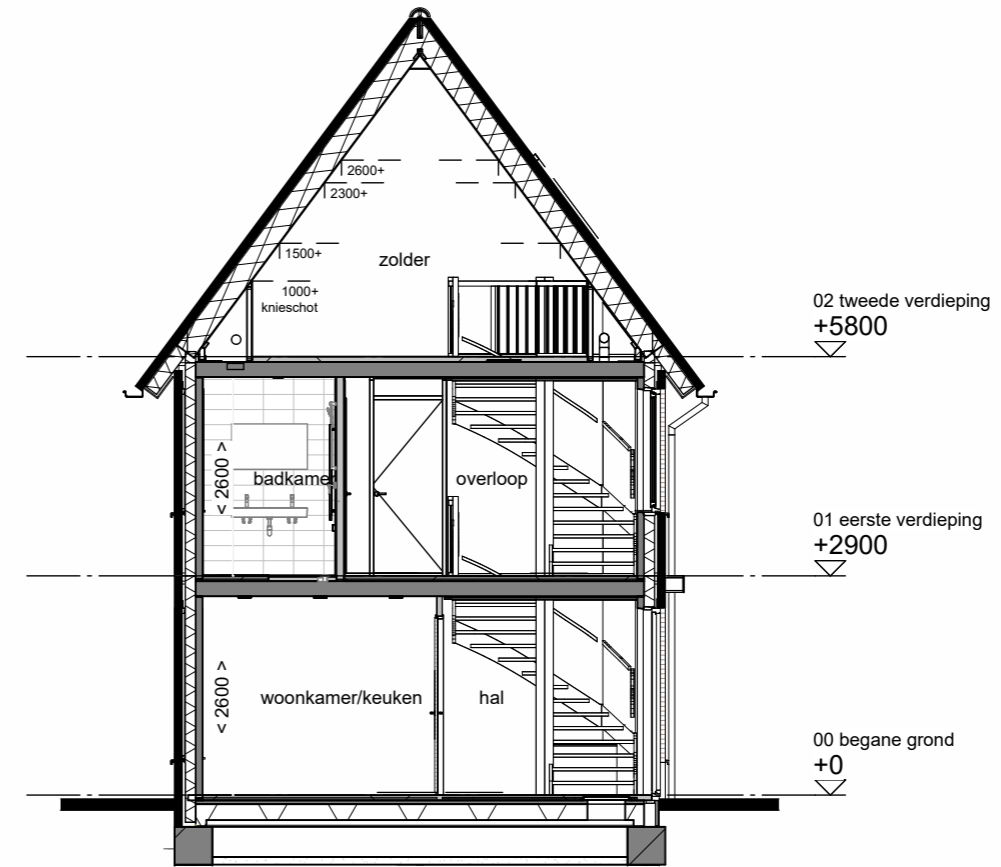 2600+
2300+
1500+
zolder
1000+
knieschot
02 tweede verdieping
+5800
< 2600 >
badkamer
overloop
01 eerste verdieping
+2900
< 2600 >
woonkamer/keuken
hal
00 begane grond
+0